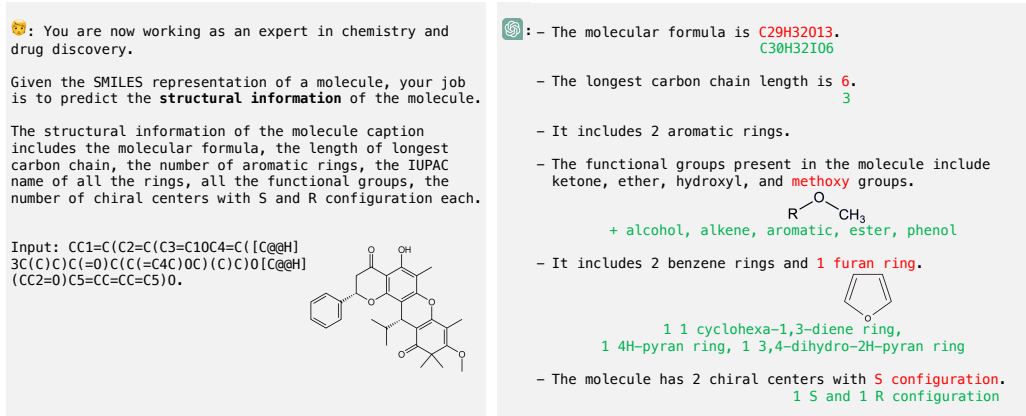 : You are now working as an expert in chemistry and
drug discovery.
Given the SMILES representation of a molecule, your job
is to predict the structural information of the molecule.
The structural information of the molecule caption
includes the molecular formula, the length of longest
carbon chain, the number of aromatic rings, the IUPAC
name of all the rings, all the functional groups, the
number of chiral centers with S and R configuration each.
Input: CC1=C(C2=C(C3=C1OC4=C([C@@H]
3C(C)C)C(=O)C(C(=C4C)OC)(C)C)O[C@@H]
(CC2=O)C5=CC=CC=C5)O.
O
OH
O
O
O
O
: – The molecular formula is C29H32O13.
C30H32IO6
– The longest carbon chain length is 6.
3
– It includes 2 aromatic rings.
– The functional groups present in the molecule include
ketone, ether, hydroxyl, and methoxy groups.
O
R
CH3
+ alcohol, alkene, aromatic, ester, phenol
– It includes 2 benzene rings and 1 furan ring.
O
1 1 cyclohexa-1,3-diene ring,
1 4H-pyran ring, 1 3,4-dihydro-2H-pyran ring
– The molecule has 2 chiral centers with S configuration.
1 S and 1 R configuration